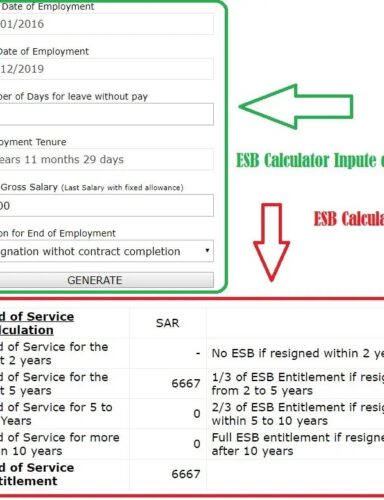 Date of Employment
01/2016
Date of Employment
12/2019
er of Days for leave without pay
oyment Tenure
ears 11 months 29 days
Gross Salary (Last Salary with fixed allowance)
00
on for End of Employment
gnation withot contract completion
GENERATE
ESB Calculator Inpute
ESB Calcula
d of Service
lculation
SAR
d of Service for the
t 2 years
-
No ESB if resigned within 2 ye
d of Service for the
t 5 years
6667
1/3 of ESB Entitlement if resig
from 2 to 5 years
d of Service for 5 to
Years
0
2/3 of ESB Entitlement if resig
within 5 to 10 years
d of Service for more
n 10 years
0
Full ESB entitlement if resigne
after 10 years
d of Service
titlement
6667